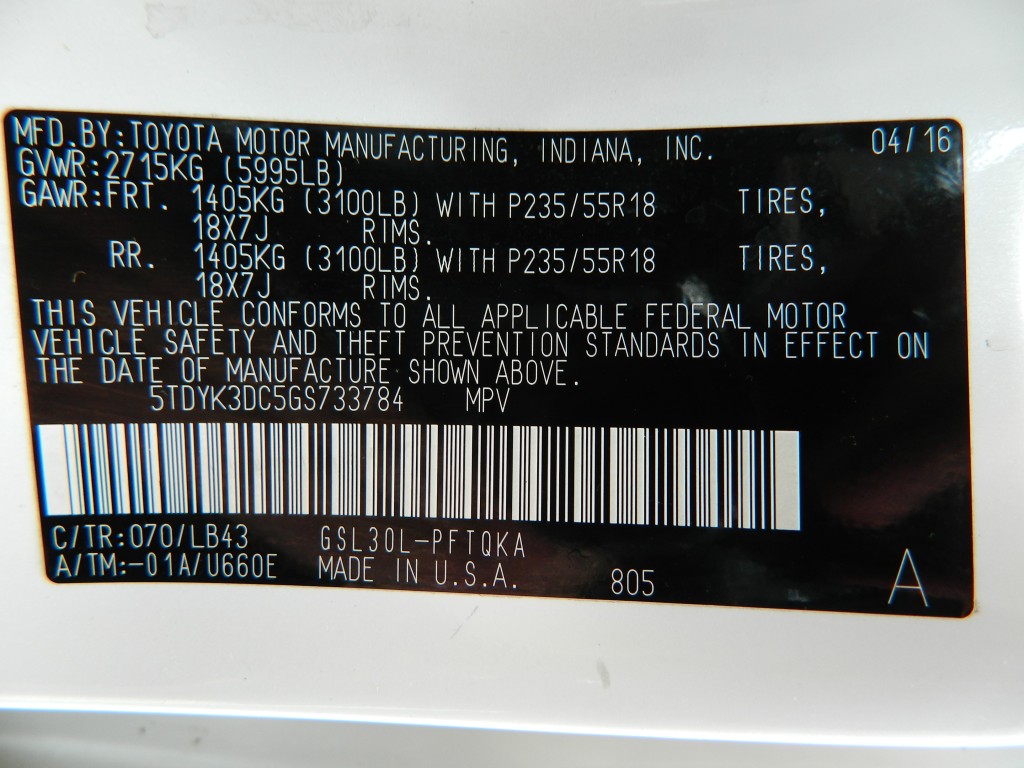 MFD.BY:TOYOTA MOTOR MANUFACTURING, INDIANA, INC. 04/16
GVWR:2715KG (5995LB)
GAWR:FRT. 1405KG (3100LB) WITH P235/55R18 TIRES,
18X7J RIMS.
RR. 1405KG (3100LB) WITH P235/55R18 TIRES,
18X7J RIMS.
THIS VEHICLE CONFORMS TO ALL APPLICABLE FEDERAL MOTOR
VEHICLE SAFETY AND THEFT PREVENTION STANDARDS IN EFFECT ON
THE DATE OF MANUFACTURE SHOWN ABOVE.
5TDYK3DC5GS733784 MPV
C/TR:070/LB43 GSL30L-PFTQKA
A/TM:-01A/U660E MADE IN U.S.A. 805 A